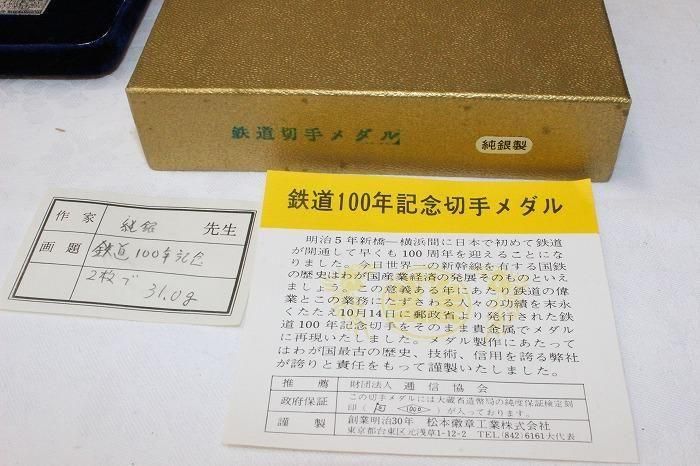 鉄道切手メダル
純銀製
作家 純銀 先生
画題 鉄道100年記念
2枚で 31.0g
鉄道100年記念切手メダル
明治5年新橋―横浜間に日本で初めて鉄道
が開通して早くも100周年を迎えることにな
りました。今日世界一の新幹線を有する国鉄
の歴史はわが国産業経済の発展そのものといえ
ましょう。この意義ある年にあたり鉄道の偉
業とこの業務にたずさわる人々の功績を末永
くたたえ10月14日に郵政省より発行された鉄
道100年記念切手をそのまま貴金属でメダル
に再現いたしました。メダル製作にあたって
はわが国最古の歴史、技術、信用を誇る弊社
が誇りと責任をもって謹製いたしました。
推薦 財団法人 逓信協会
政府保証 この切手メダルには大蔵省造幣局の純度保証検定刻
印(<1000>)が入っております。
謹製 創業明治30年 松本徽章工業株式会社
東京都台東区元浅草1-12-2 TEL(842)6161大代表